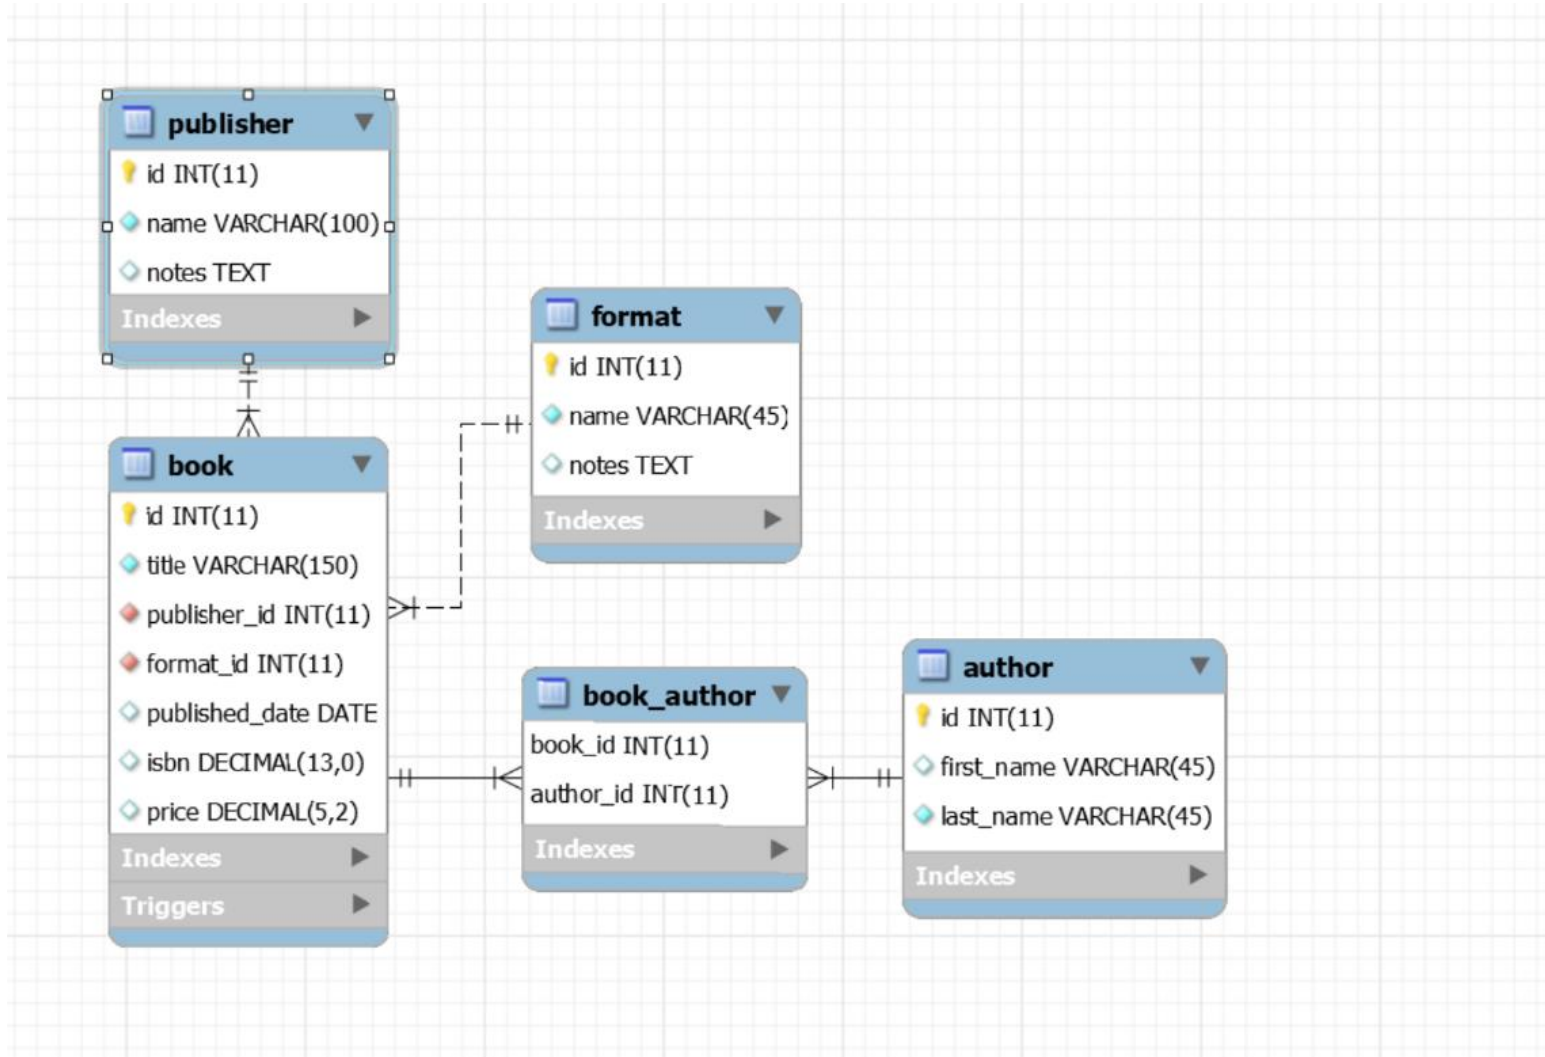 publisher
id INT(11)
name VARCHAR(100)
notes TEXT
Indexes
format
id INT(11)
name VARCHAR(45)
notes TEXT
Indexes
book
id INT(11)
title VARCHAR(150)
publisher_id INT(11)
format_id INT(11)
published_date DATE
isbn DECIMAL(13,0)
price DECIMAL(5,2)
Indexes
Triggers
book_author
book_id INT(11)
author_id INT(11)
Indexes
author
id INT(11)
first_name VARCHAR(45)
last_name VARCHAR(45)
Indexes